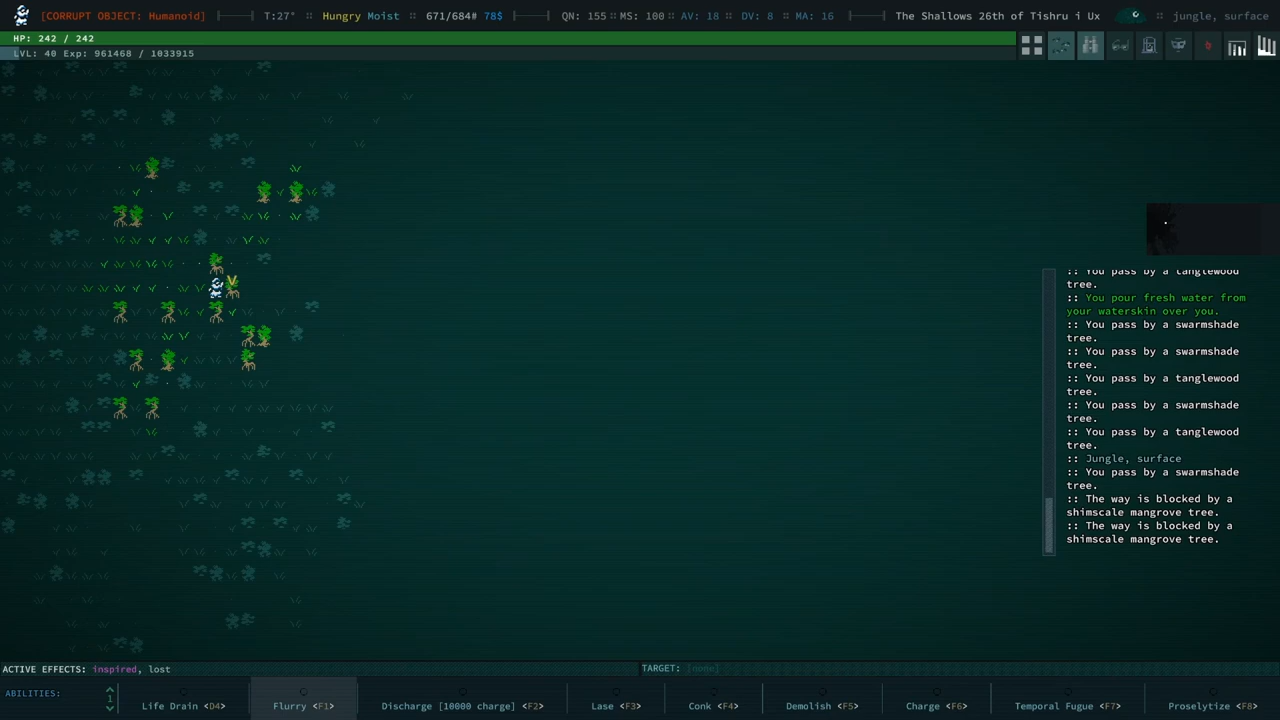 [CORRUPT OBJECT: Humanoid] T:27° Hungry Moist :: 671/684# 78$ QN: 155 :: MS: 100 :: AV: 18 :: DV: 8 :: MA: 16 The Shallows 26th of Tishru i Ux :: jungle, surface
HP: 242 / 242
LVL: 40 Exp: 961468 / 1033915
:: You pass by a tanglewood
tree.
:: You pour fresh water from
your waterskin over you.
:: You pass by a swarmshade
tree.
:: You pass by a swarmshade
tree.
:: You pass by a tanglewood
tree.
:: You pass by a swarmshade
tree.
:: You pass by a tanglewood
tree.
:: Jungle, surface
:: You pass by a swarmshade
tree.
:: The way is blocked by a
shimscale mangrove tree.
:: The way is blocked by a
shimscale mangrove tree.
ACTIVE EFFECTS: inspired, lost TARGET: [none]
ABILITIES: 1 Life Drain <D4> Flurry <F1> Discharge [10000 charge] <F2> Lase <F3> Conk <F4> Demolish <F5> Charge <F6> Temporal Fugue <F7> Proselytize <F8>